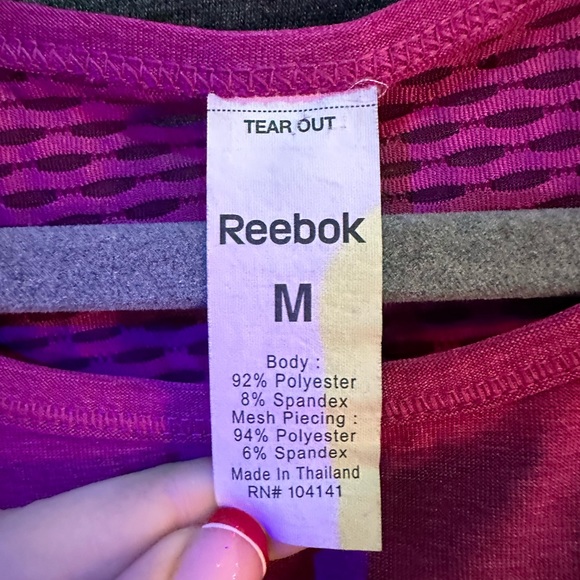 TEAR OUT
Reebok
M
Body :
92% Polyester
8% Spandex
Mesh Piecing :
94% Polyester
6% Spandex
Made In Thailand
RN# 104141